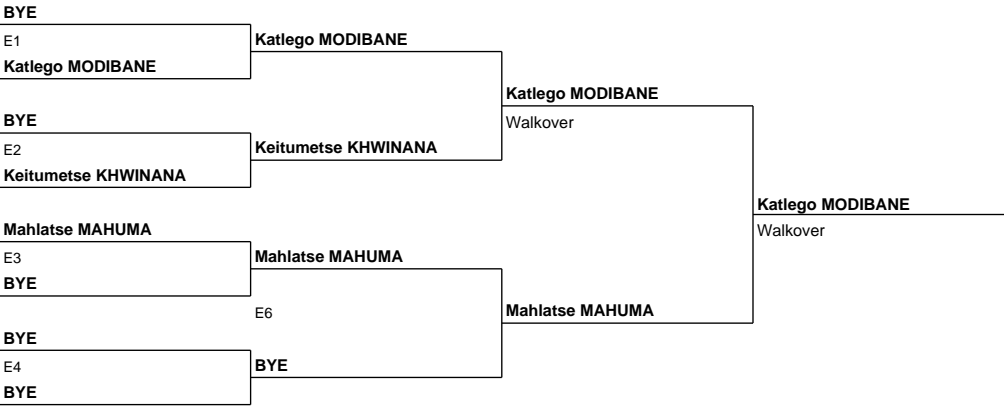 BYE
E1
Katlego MODIBANE
Katlego MODIBANE
BYE
E2
Keitumetse KHWINANA
Keitumetse KHWINANA
Katlego MODIBANE
Walkover
Mahlatse MAHUMA
E3
BYE
Mahlatse MAHUMA
E6
BYE
E4
BYE
BYE
Mahlatse MAHUMA
Katlego MODIBANE
Walkover